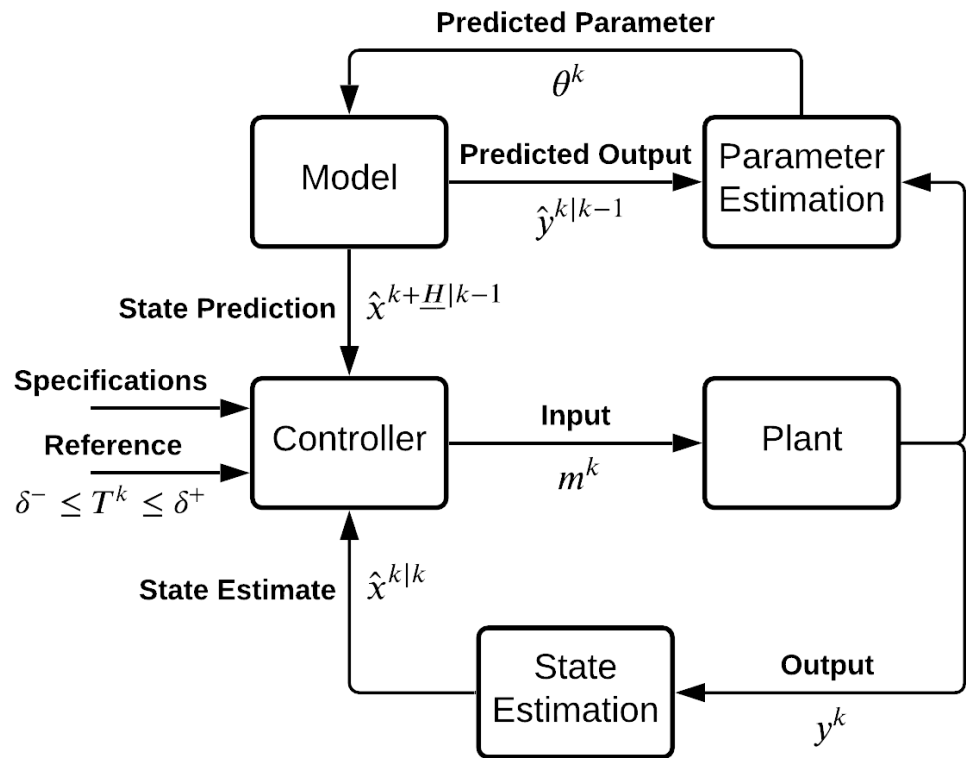 Predicted Parameter
θ^k
Model
Predicted Output
ŷ^{k|k−1}
Parameter
Estimation
State Prediction
x̂^{k+H|k−1}
Specifications
Reference
δ⁻ ≤ T^k ≤ δ⁺
Controller
Input
m^k
Plant
State Estimate
x̂^{k|k}
State
Estimation
Output
y^k